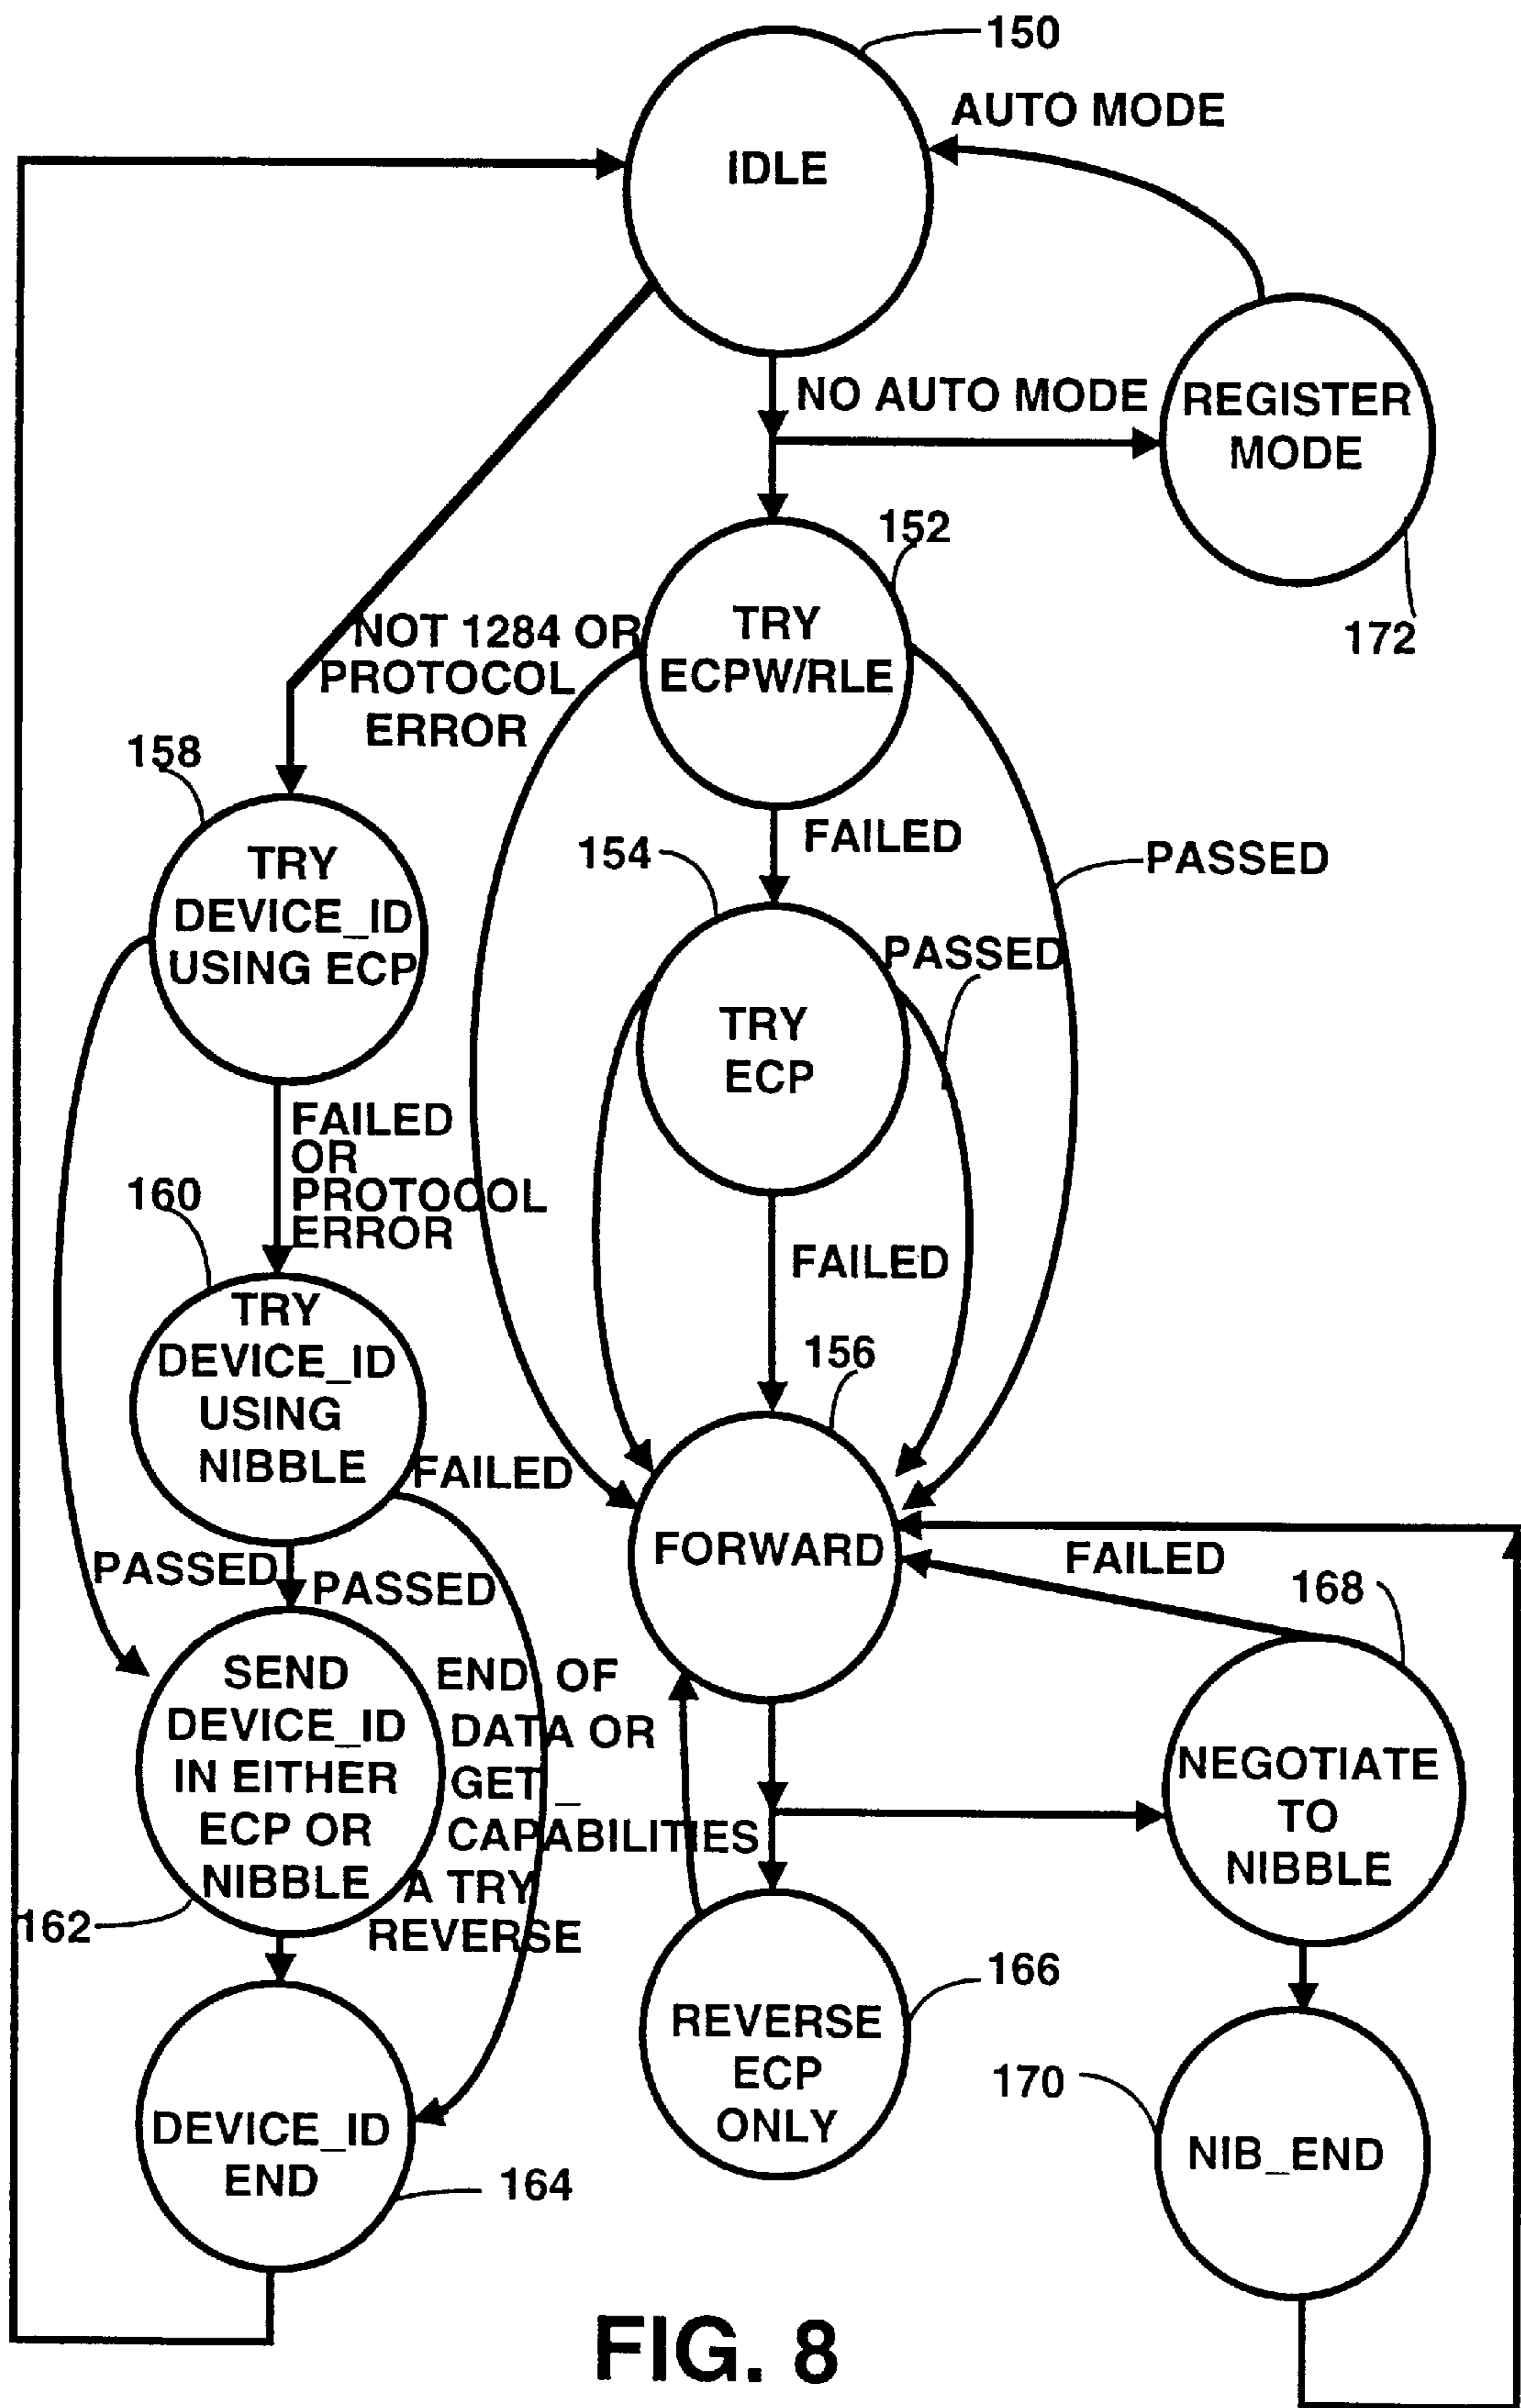 150
AUTO MODE
IDLE
NO AUTO MODE
REGISTER
MODE
172
152
TRY
ECPW/RLE
NOT 1284 OR
PROTOCOL
ERROR
158
TRY
DEVICE_ID
USING ECP
FAILED
154
PASSED
PASSED
TRY
ECP
FAILED
OR
PROTOCOL
ERROR
160
FAILED
TRY
DEVICE_ID
USING
NIBBLE
156
FAILED
FORWARD
FAILED
168
PASSED
PASSED
SEND
DEVICE_ID
IN EITHER
ECP OR
NIBBLE
162
END OF
DATA OR
GET_
CAPABILITIES
A TRY
REVERSE
NEGOTIATE
TO
NIBBLE
166
REVERSE
ECP
ONLY
170
NIB_END
DEVICE_ID
END
164
FIG. 8